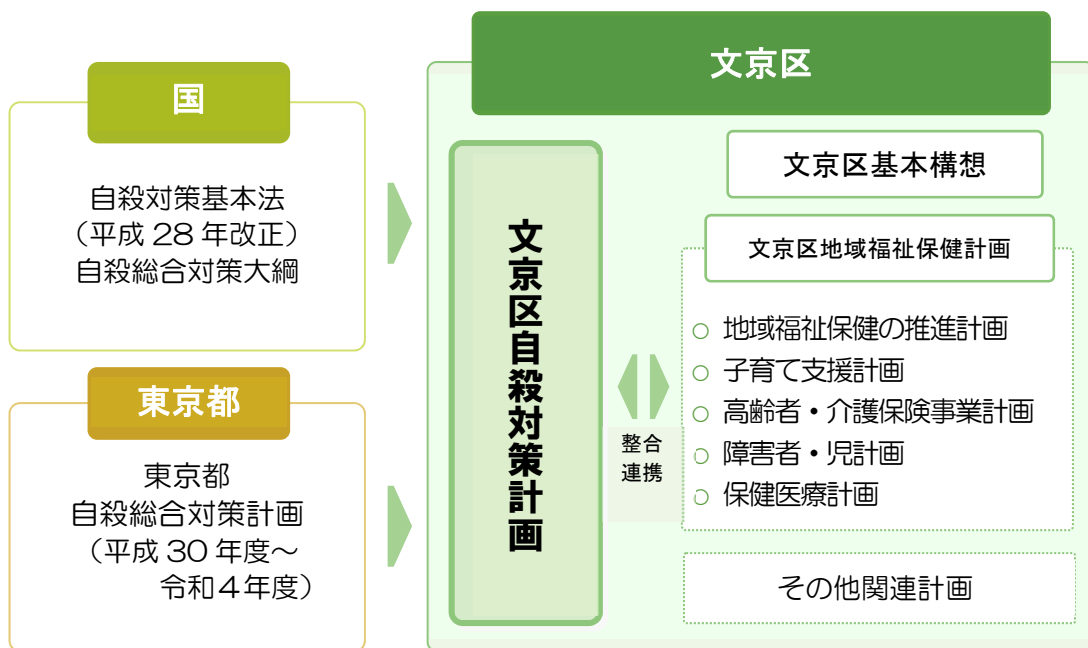 国
自殺対策基本法
（平成 28 年改正）
自殺総合対策大綱
東京都
東京都
自殺総合対策計画
（平成 30 年度～
令和４年度）
文京区
文京区自殺対策計画
整合
連携
文京区基本構想
文京区地域福祉保健計画
○ 地域福祉保健の推進計画
○ 子育て支援計画
○ 高齢者・介護保険事業計画
○ 障害者・児計画
○ 保健医療計画
その他関連計画